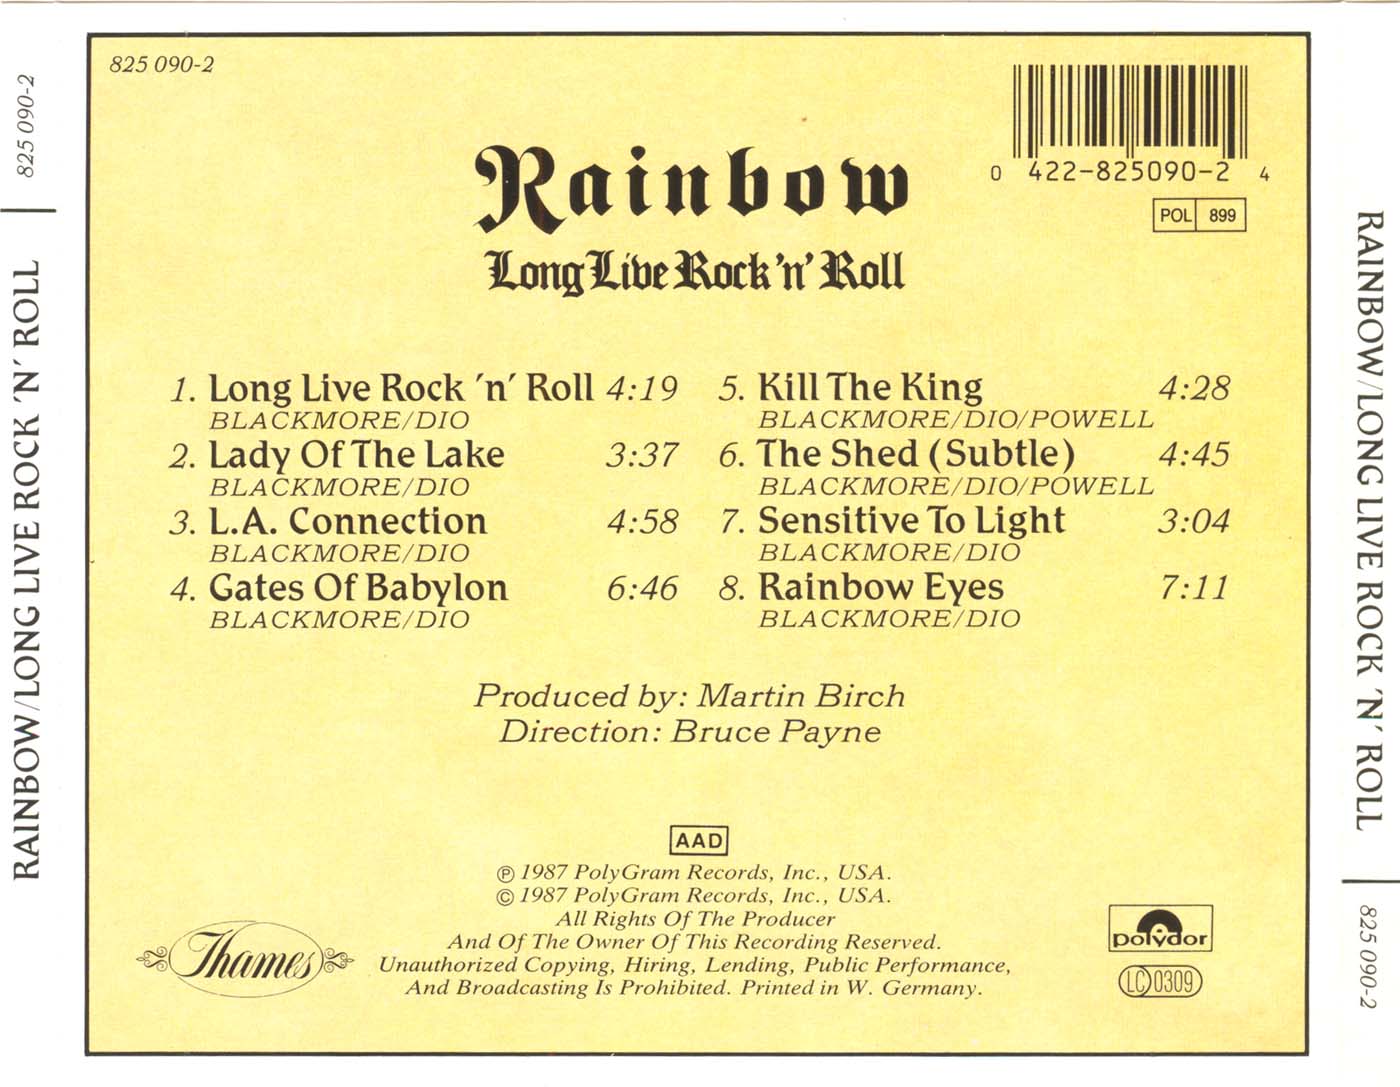 825 090-2
RAINBOW/LONG LIVE ROCK ´N´ ROLL
825 090-2
0 422-825090-2 4
POL 899
Rainbow
Long Live Rock 'n' Roll
1. Long Live Rock ´n´ Roll 4:19
BLACKMORE/DIO
2. Lady Of The Lake 3:37
BLACKMORE/DIO
3. L.A. Connection 4:58
BLACKMORE/DIO
4. Gates Of Babylon 6:46
BLACKMORE/DIO
5. Kill The King 4:28
BLACKMORE/DIO/POWELL
6. The Shed (Subtle) 4:45
BLACKMORE/DIO/POWELL
7. Sensitive To Light 3:04
BLACKMORE/DIO
8. Rainbow Eyes 7:11
BLACKMORE/DIO
Produced by: Martin Birch
Direction: Bruce Payne
AAD
℗ 1987 PolyGram Records, Inc., USA.
© 1987 PolyGram Records, Inc., USA.
All Rights Of The Producer
And Of The Owner Of This Recording Reserved.
Unauthorized Copying, Hiring, Lending, Public Performance,
And Broadcasting Is Prohibited. Printed in W. Germany.
Thames
polydor
LC 0309
RAINBOW/LONG LIVE ROCK ´N´ ROLL
825 090-2